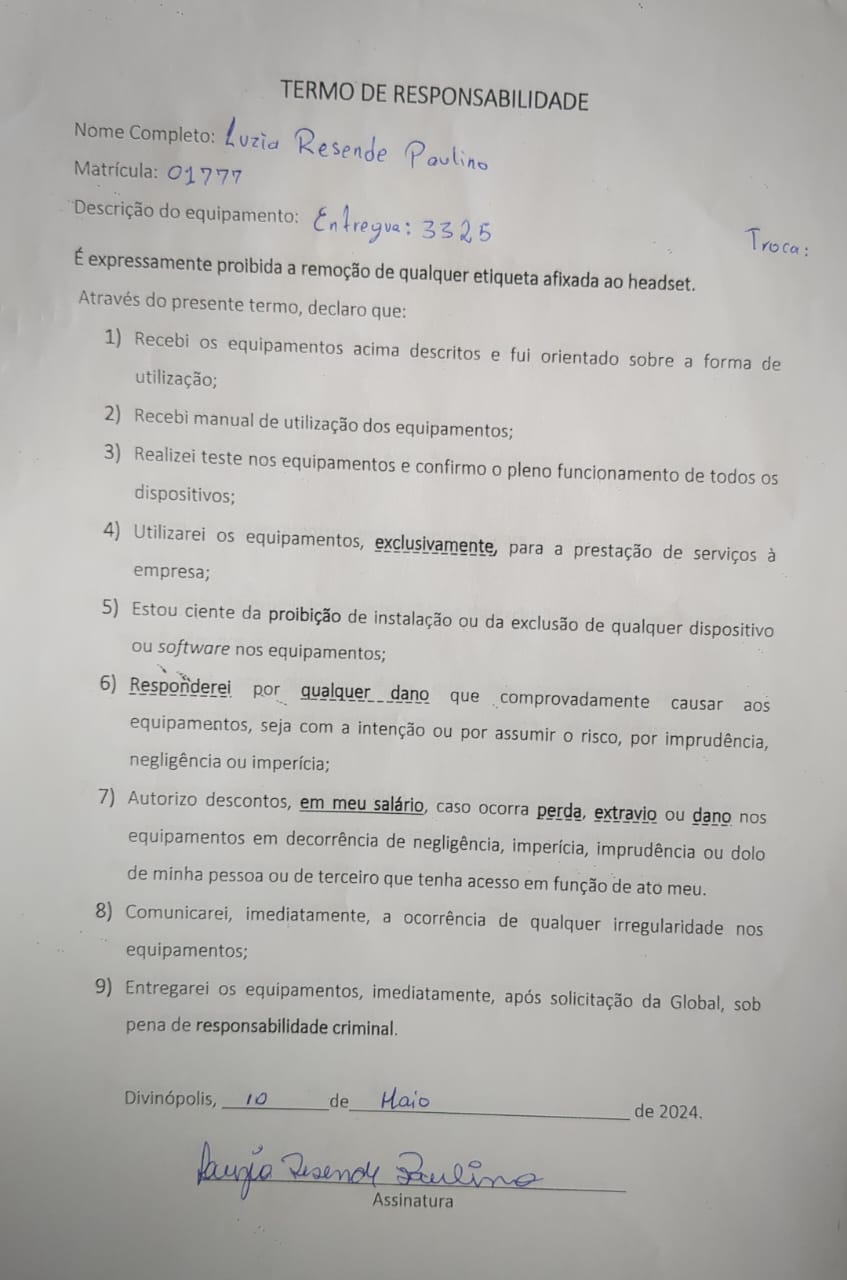 TERMO DE RESPONSABILIDADE
Nome Completo: Luzia Resende Paulino
Matrícula: 01777
Descrição do equipamento: Entregua: 3325 Troca:
É expressamente proibida a remoção de qualquer etiqueta afixada ao headset.
Através do presente termo, declaro que:
1) Recebi os equipamentos acima descritos e fui orientado sobre a forma de
utilização;
2) Recebi manual de utilização dos equipamentos;
3) Realizei teste nos equipamentos e confirmo o pleno funcionamento de todos os
dispositivos;
4) Utilizarei os equipamentos, exclusivamente, para a prestação de serviços à
empresa;
5) Estou ciente da proibição de instalação ou da exclusão de qualquer dispositivo
ou software nos equipamentos;
6) Responderei por qualquer dano que comprovadamente causar aos
equipamentos, seja com a intenção ou por assumir o risco, por imprudência,
negligência ou imperícia;
7) Autorizo descontos, em meu salário, caso ocorra perda, extravio ou dano nos
equipamentos em decorrência de negligência, imperícia, imprudência ou dolo
de minha pessoa ou de terceiro que tenha acesso em função de ato meu.
8) Comunicarei, imediatamente, a ocorrência de qualquer irregularidade nos
equipamentos;
9) Entregarei os equipamentos, imediatamente, após solicitação da Global, sob
pena de responsabilidade criminal.
Divinópolis, 10 de Maio de 2024.
Luzia Resende Paulino
Assinatura